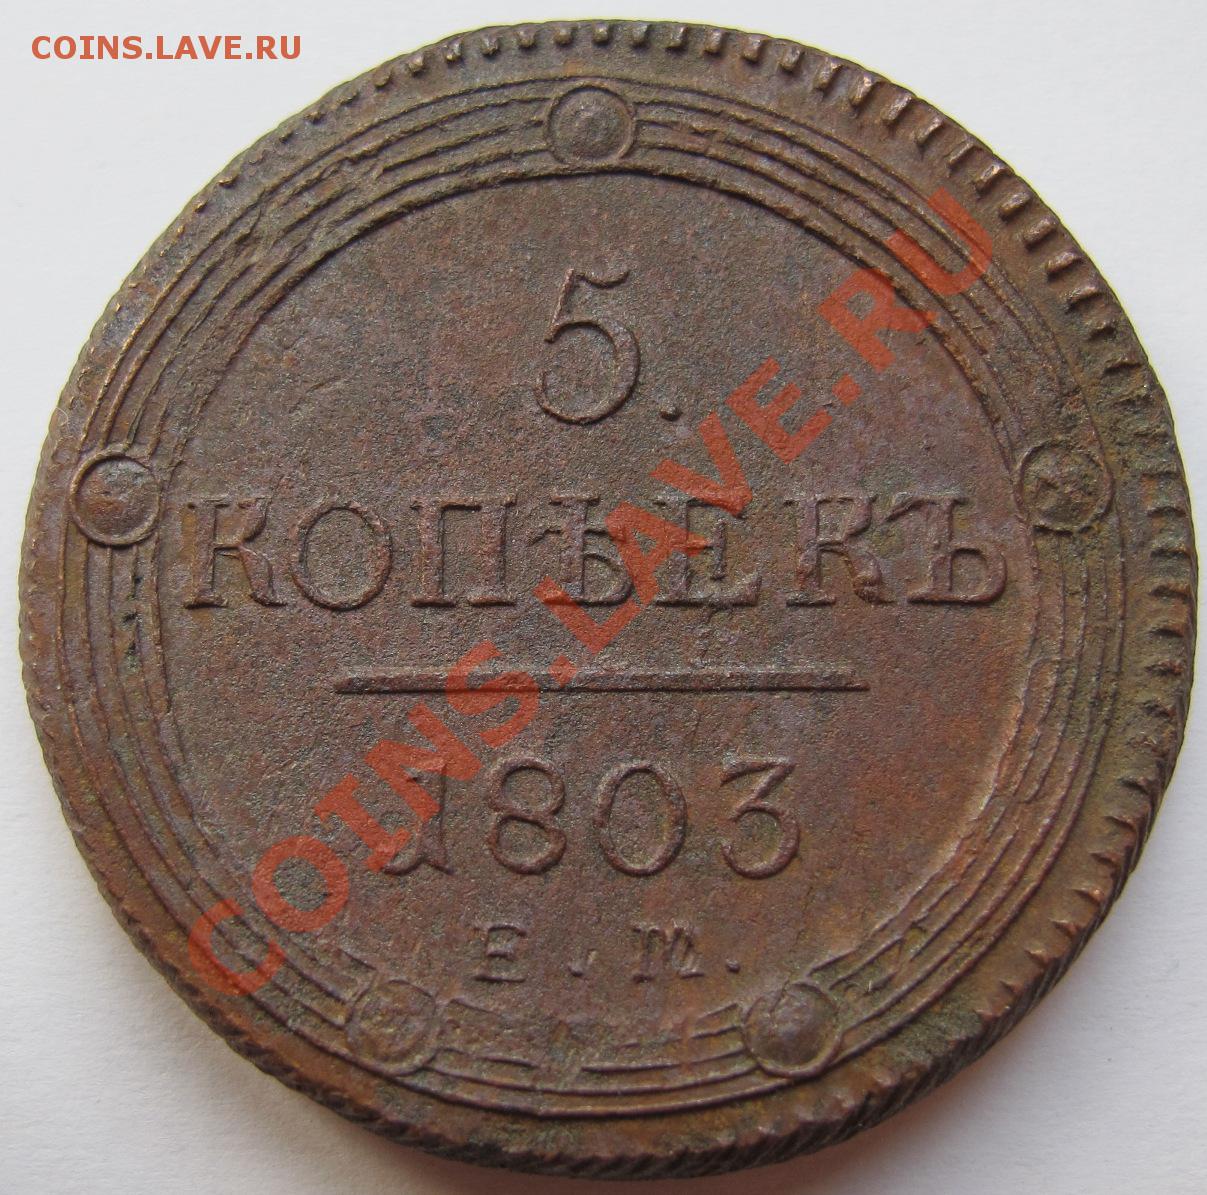 COINS.LAVE.RU
5.
КОПѢЕКЪ
1803
Е.М.
COINS.LAVE.RU